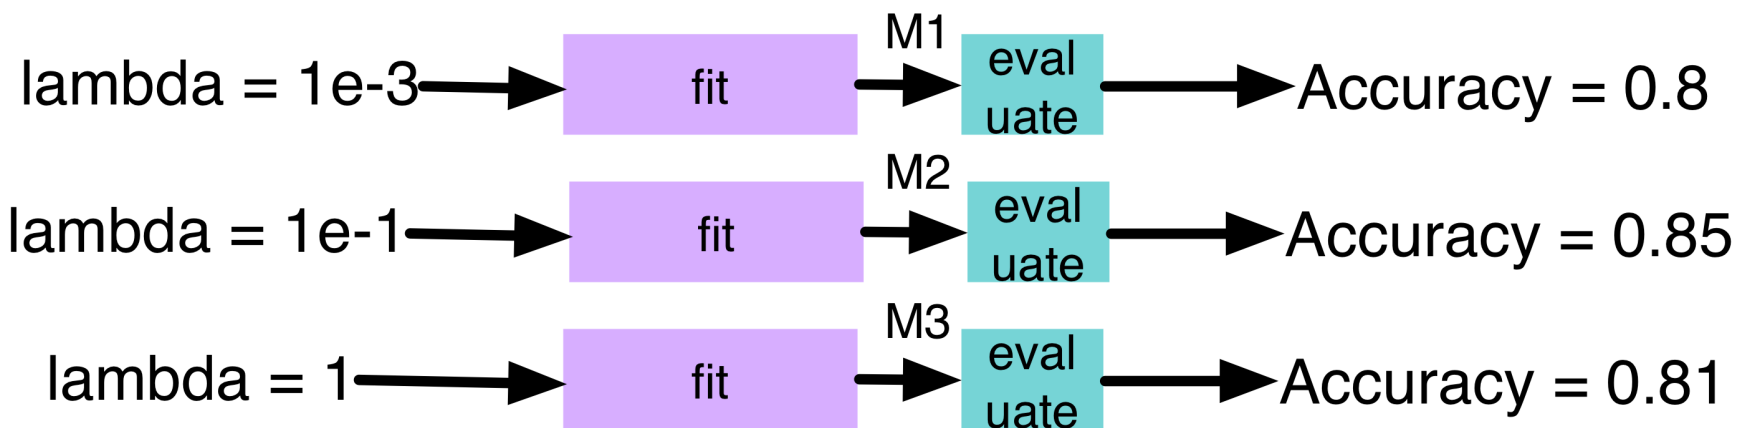 lambda = 1e-3
fit
M1
eval
uate
Accuracy = 0.8
lambda = 1e-1
fit
M2
eval
uate
Accuracy = 0.85
lambda = 1
fit
M3
eval
uate
Accuracy = 0.81